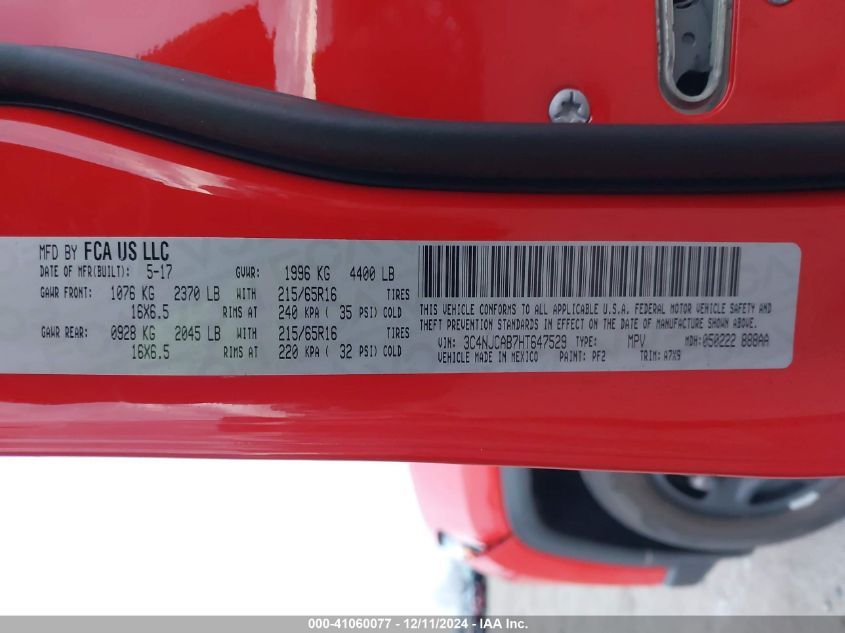 MFD BY FCA US LLC
DATE OF MFR(BUILT): 5-17 GVWR: 1996 KG 4400 LB
GAWR FRONT: 1076 KG 2370 LB WITH 215/65R16 TIRES
16X6.5 RIMS AT 240 KPA ( 35 PSI) COLD
GAWR REAR: 0928 KG 2045 LB WITH 215/65R16 TIRES
16X6.5 RIMS AT 220 KPA ( 32 PSI) COLD
THIS VEHICLE CONFORMS TO ALL APPLICABLE U.S.A. FEDERAL MOTOR VEHICLE SAFETY AND
THEFT PREVENTION STANDARDS IN EFFECT ON THE DATE OF MANUFACTURE SHOWN ABOVE.
VIN: 3C4NJCAB7HT647529 TYPE: MPV MDH: 050222 888AA
VEHICLE MADE IN MEXICO PAINT: PF2 TRIM: A7X9
000-41060077 - 12/11/2024 - IAA Inc.